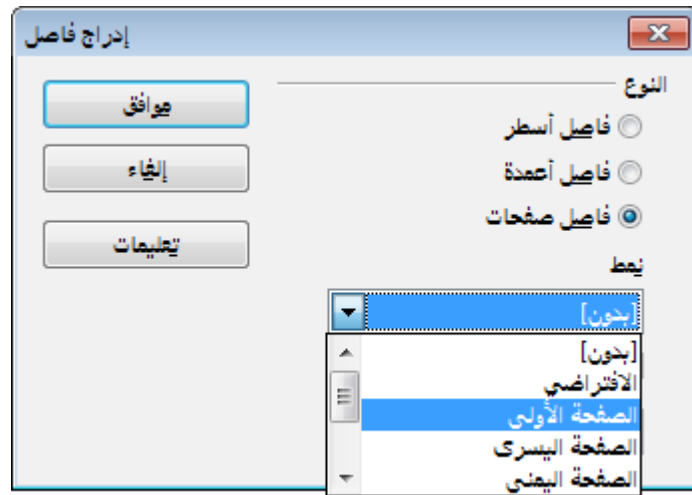 إدراج فاصل
النوع
فاصل أسطر
فاصل أعمدة
فاصل صفحات
نمط
[بدون]
[بدون]
الافتراضي
الصفحة الأولى
الصفحة اليسرى
الصفحة اليمنى
موافق
إلغاء
تعليمات